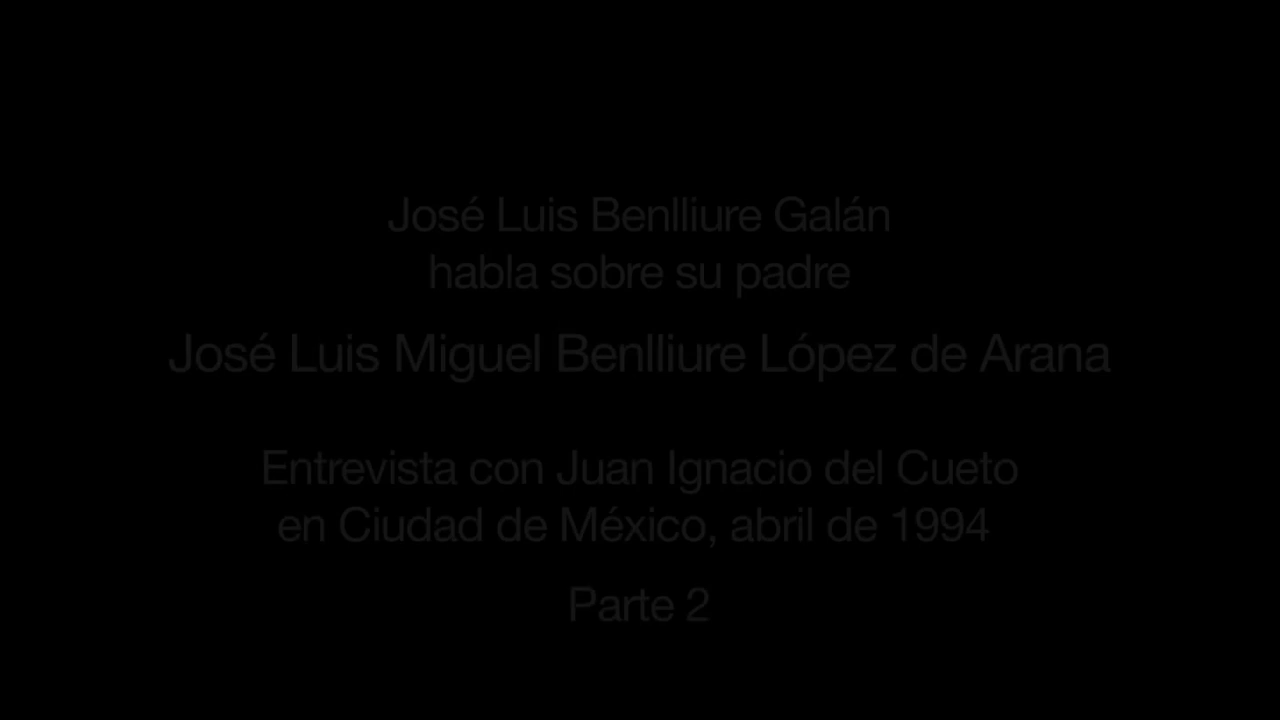 José Luis Benlliure Galán
habla sobre su padre
José Luis Miguel Benlliure López de Arana
Entrevista con Juan Ignacio del Cueto
en Ciudad de México, abril de 1994
Parte 2